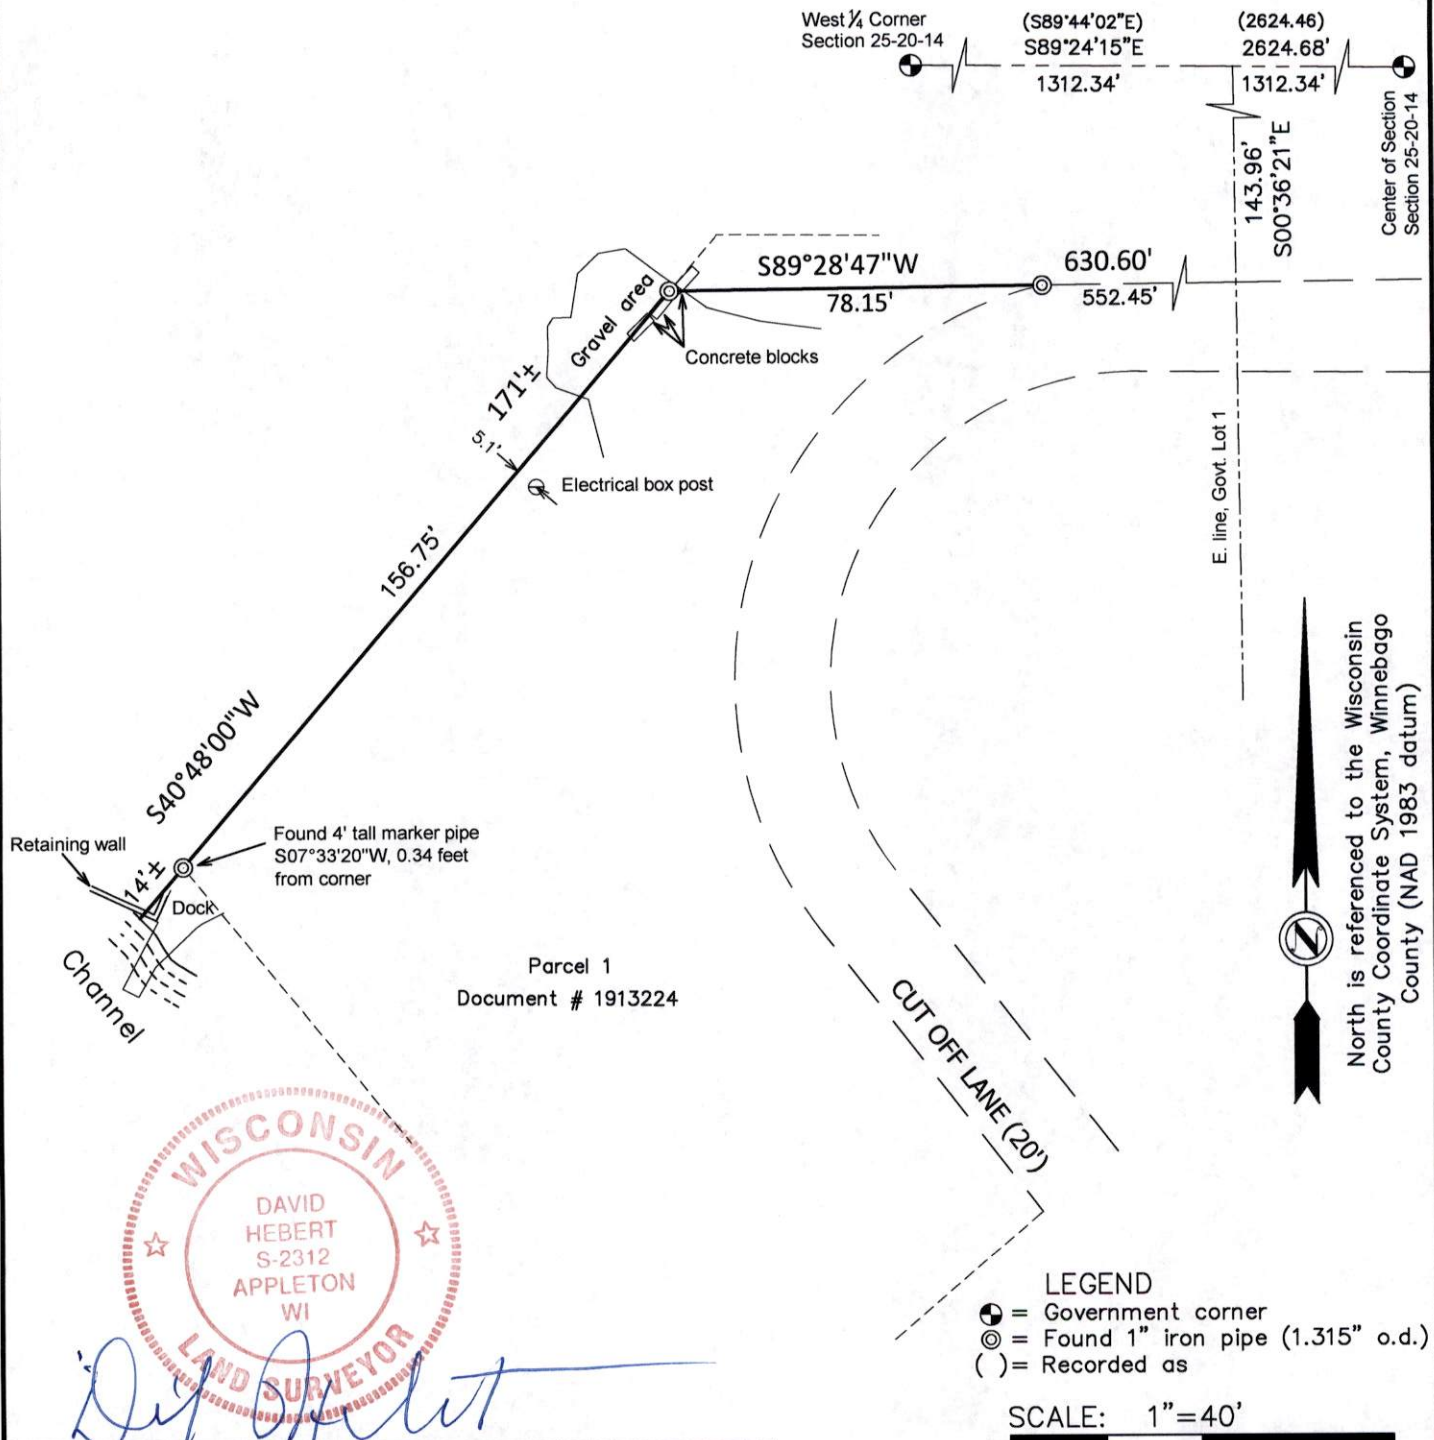 West ¼ Corner
Section 25-20-14
(S89°44'02"E)
S89°24'15"E
1312.34'
(2624.46)
2624.68'
1312.34'
Center of Section
Section 25-20-14
143.96'
S00°36'21"E
S89°28'47"W
78.15'
630.60'
552.45'
Gravel area
Concrete blocks
171'±
5.1'
Electrical box post
156.75'
E. line, Govt. Lot 1
S40°48'00"W
Retaining wall
14'±
Found 4' tall marker pipe
S07°33'20"W, 0.34 feet
from corner
Dock
Channel
Parcel 1
Document # 1913224
CUT OFF LANE (20')
North is referenced to the Wisconsin
County Coordinate System, Winnebago
County (NAD 1983 datum)
N
WISCONSIN
DAVID
HEBERT
S-2312
APPLETON
WI
LAND SURVEYOR
LEGEND
= Government corner
= Found 1" iron pipe (1.315" o.d.)
( )= Recorded as
SCALE: 1"=40'